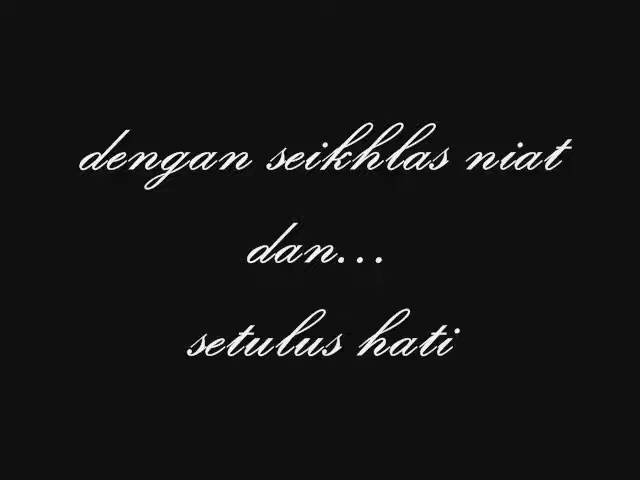 dengan seikhlas niat
dan...
setulus hati